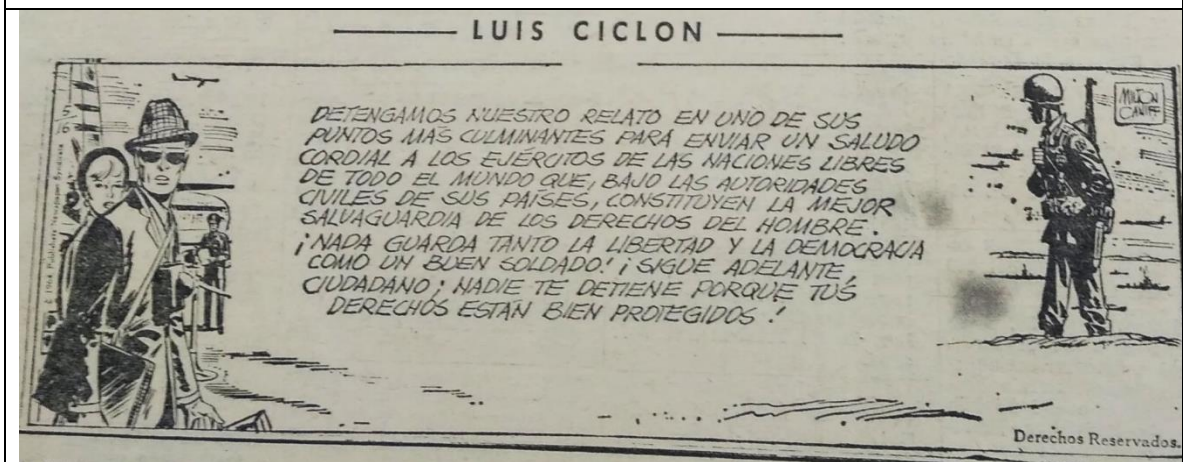 LUIS CICLON
MILTON
CANIFF
DETENGAMOS NUESTRO RELATO EN UNO DE SUS
PUNTOS MAS CULMINANTES PARA ENVIAR UN SALUDO
CORDIAL A LOS EJÉRCITOS DE LAS NACIONES LIBRES
DE TODO EL MUNDO QUE, BAJO LAS AUTORIDADES
CIVILES DE SUS PAÍSES, CONSTITUYEN LA MEJOR
SALVAGUARDIA DE LOS DERECHOS DEL HOMBRE.
¡NADA GUARDA TANTO LA LIBERTAD Y LA DEMOCRACIA
COMO UN BUEN SOLDADO! ¡SIGUE ADELANTE,
CIUDADANO; NADIE TE DETIENE PORQUE TUS
DERECHOS ESTÁN BIEN PROTEGIDOS!
Derechos Reservados.